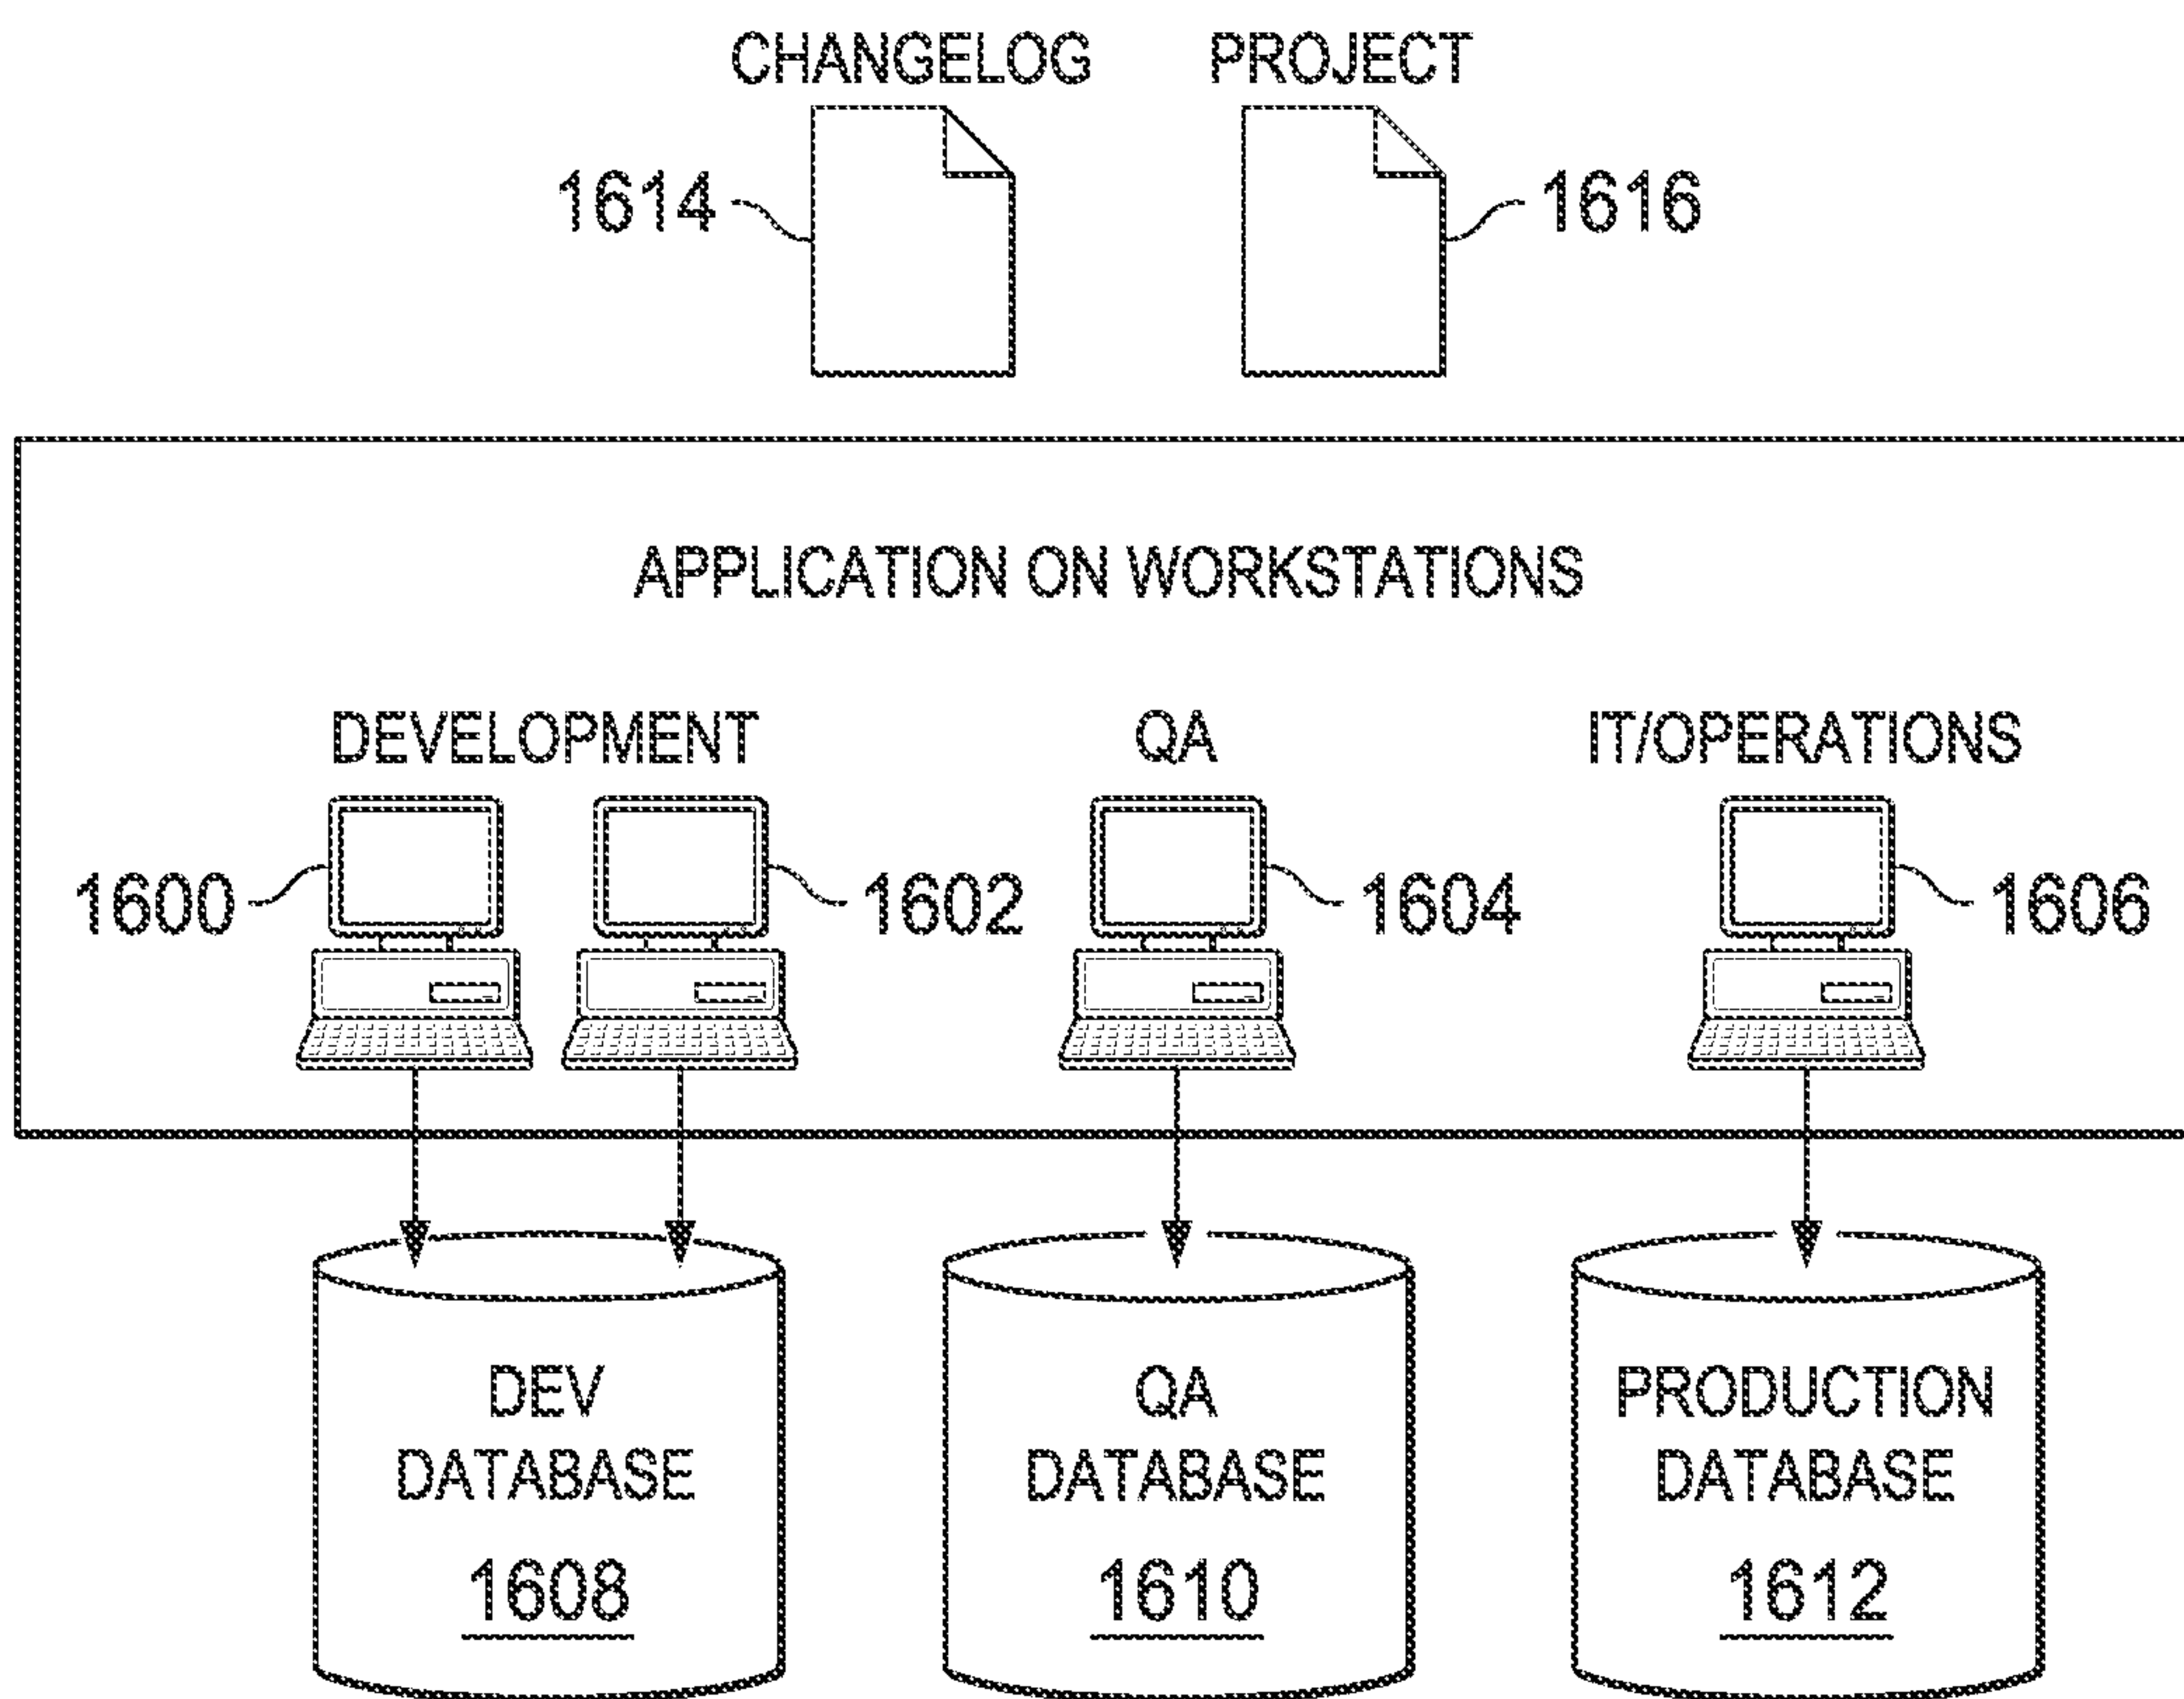 CHANGELOG PROJECT
1614 1616
APPLICATION ON WORKSTATIONS
DEVELOPMENT QA IT/OPERATIONS
1600 1602 1604 1606
DEV QA PRODUCTION
DATABASE DATABASE DATABASE
1608 1610 1612